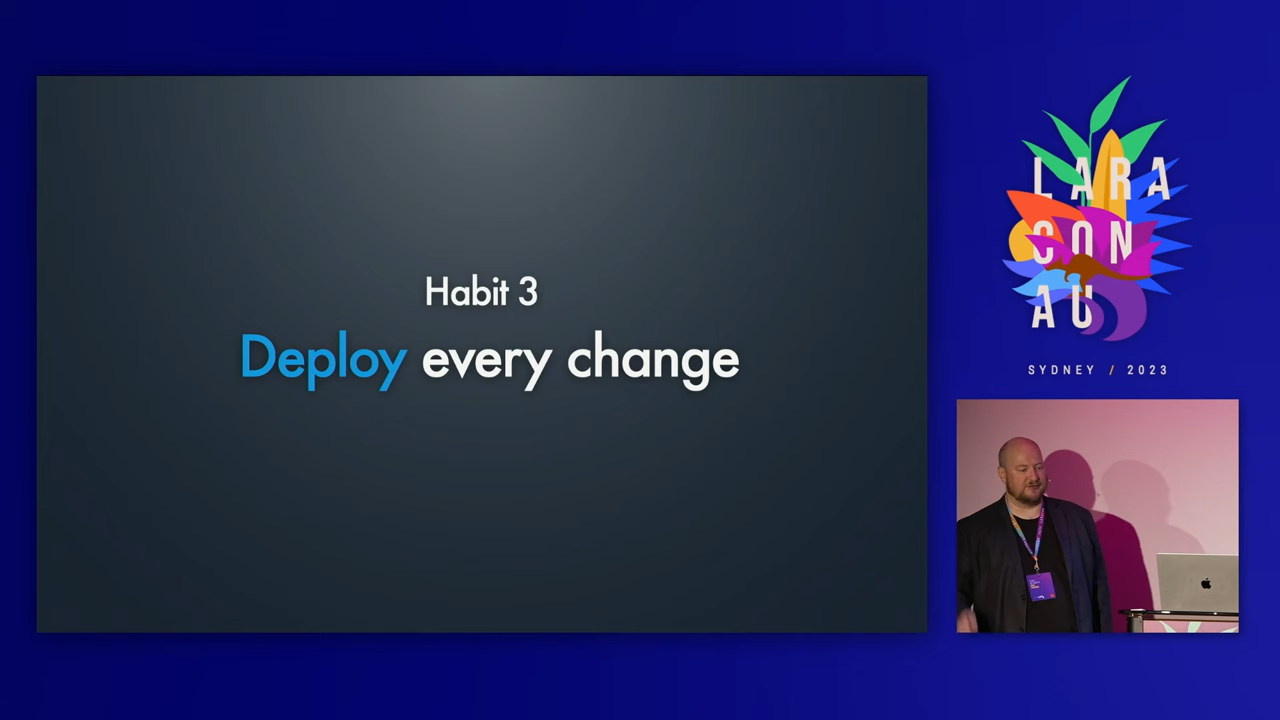 Habit 3
Deploy every change
LARA
CON
AU
SYDNEY / 2023